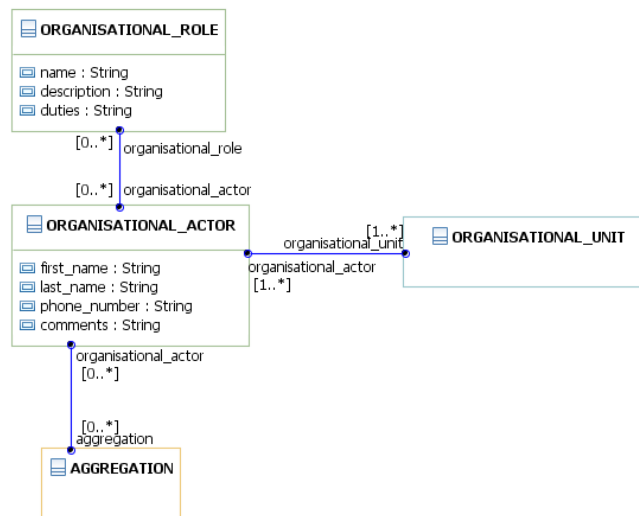 ORGANISATIONAL_ROLE
name : String
description : String
duties : String
[0..*]
organisational_role
[0..*] organisational_actor
ORGANISATIONAL_ACTOR
first_name : String
last_name : String
phone_number : String
comments : String
[1..*]
organisational_unit
organisational_actor
[1..*]
ORGANISATIONAL_UNIT
organisational_actor
[0..*]
[0..*]
aggregation
AGGREGATION